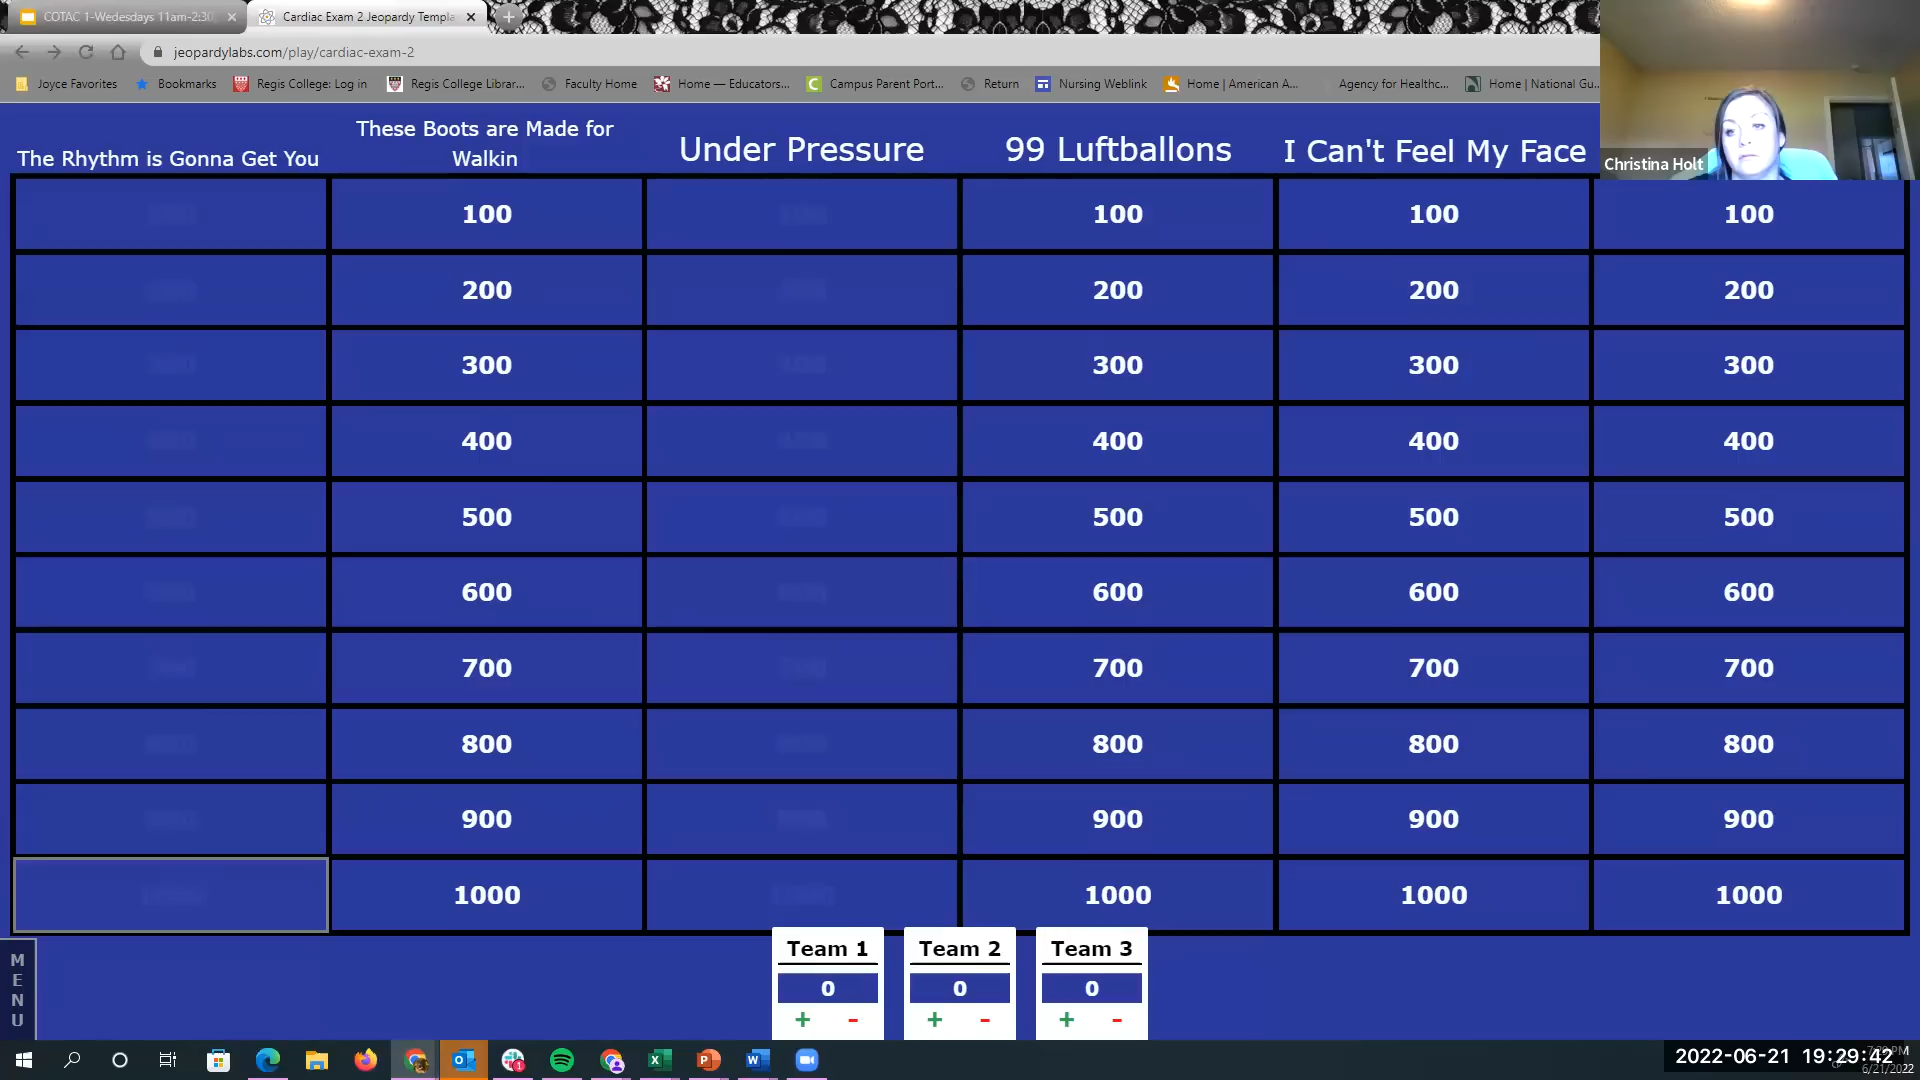 COTAC 1-Wedesdays 11am-2:30
Cardiac Exam 2 Jeopardy Templa
jeopardylabs.com/play/cardiac-exam-2
Joyce Favorites
Bookmarks
Regis College: Log in
Regis College Librar...
Faculty Home
Home — Educators...
Campus Parent Port...
Return
Nursing Weblink
Home | American A...
Agency for Healthc...
Home | National Gu...
Christina Holt
The Rhythm is Gonna Get You
These Boots are Made for
Walkin
Under Pressure
99 Luftballons
I Can't Feel My Face
100 100 100 100
200 200 200 200
300 300 300 300
400 400 400 400
500 500 500 500
600 600 600 600
700 700 700 700
800 800 800 800
900 900 900 900
1000 1000 1000 1000
MENU
Team 1
0
+ -
Team 2
0
+ -
Team 3
0
+ -
2022-06-21 19:29:42
6/21/2022